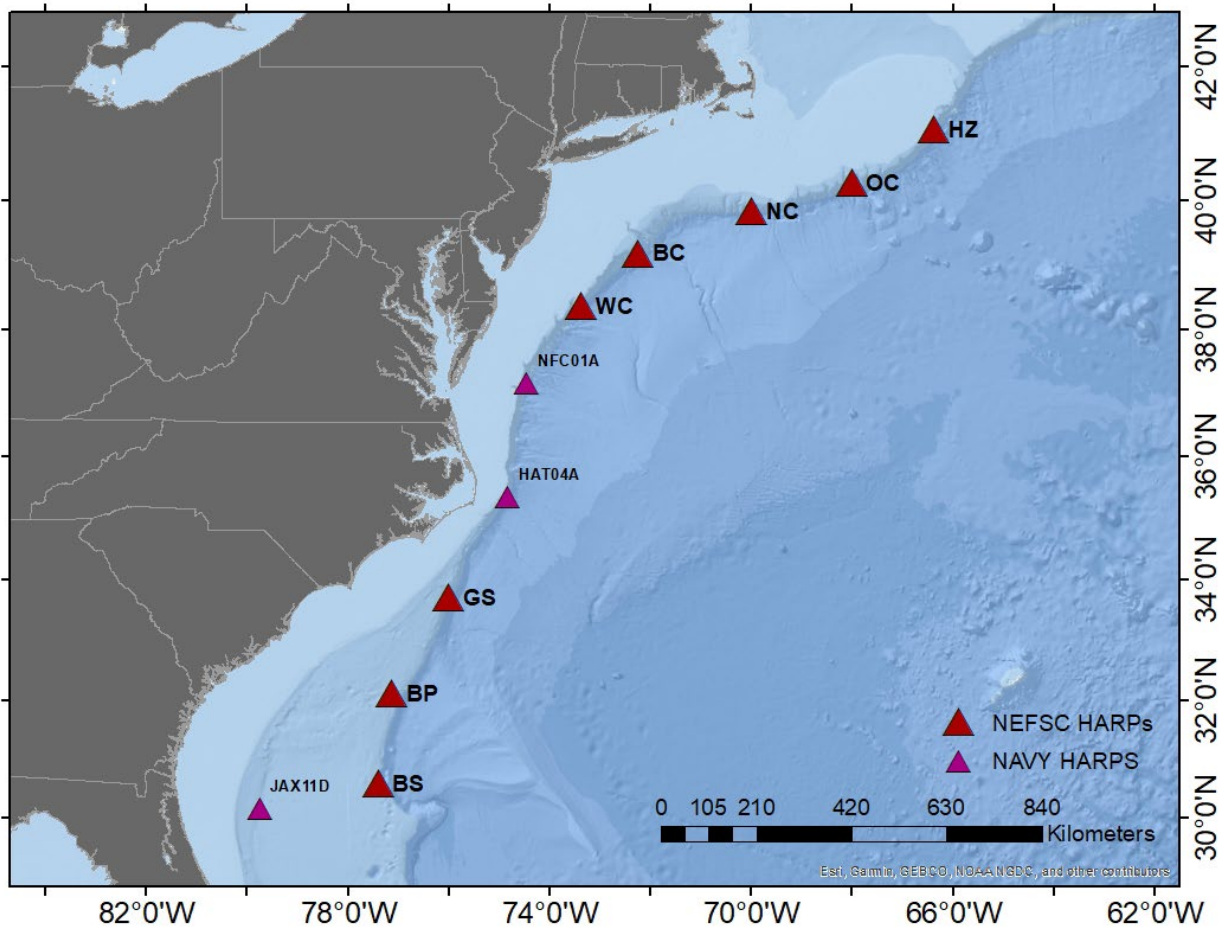 HZ
42°0'N
OC
40°0'N
NC
BC
WC
38°0'N
NFC01A
HAT04A
36°0'N
GS
34°0'N
BP
32°0'N
NEFSC HARPs
NAVY HARPS
JAX11D
BS
30°0'N
0 105 210 420 630 840
Kilometers
Esri, Garmin, GEBCO, NOAA NGDC, and other contributors
82°0'W 78°0'W 74°0'W 70°0'W 66°0'W 62°0'W